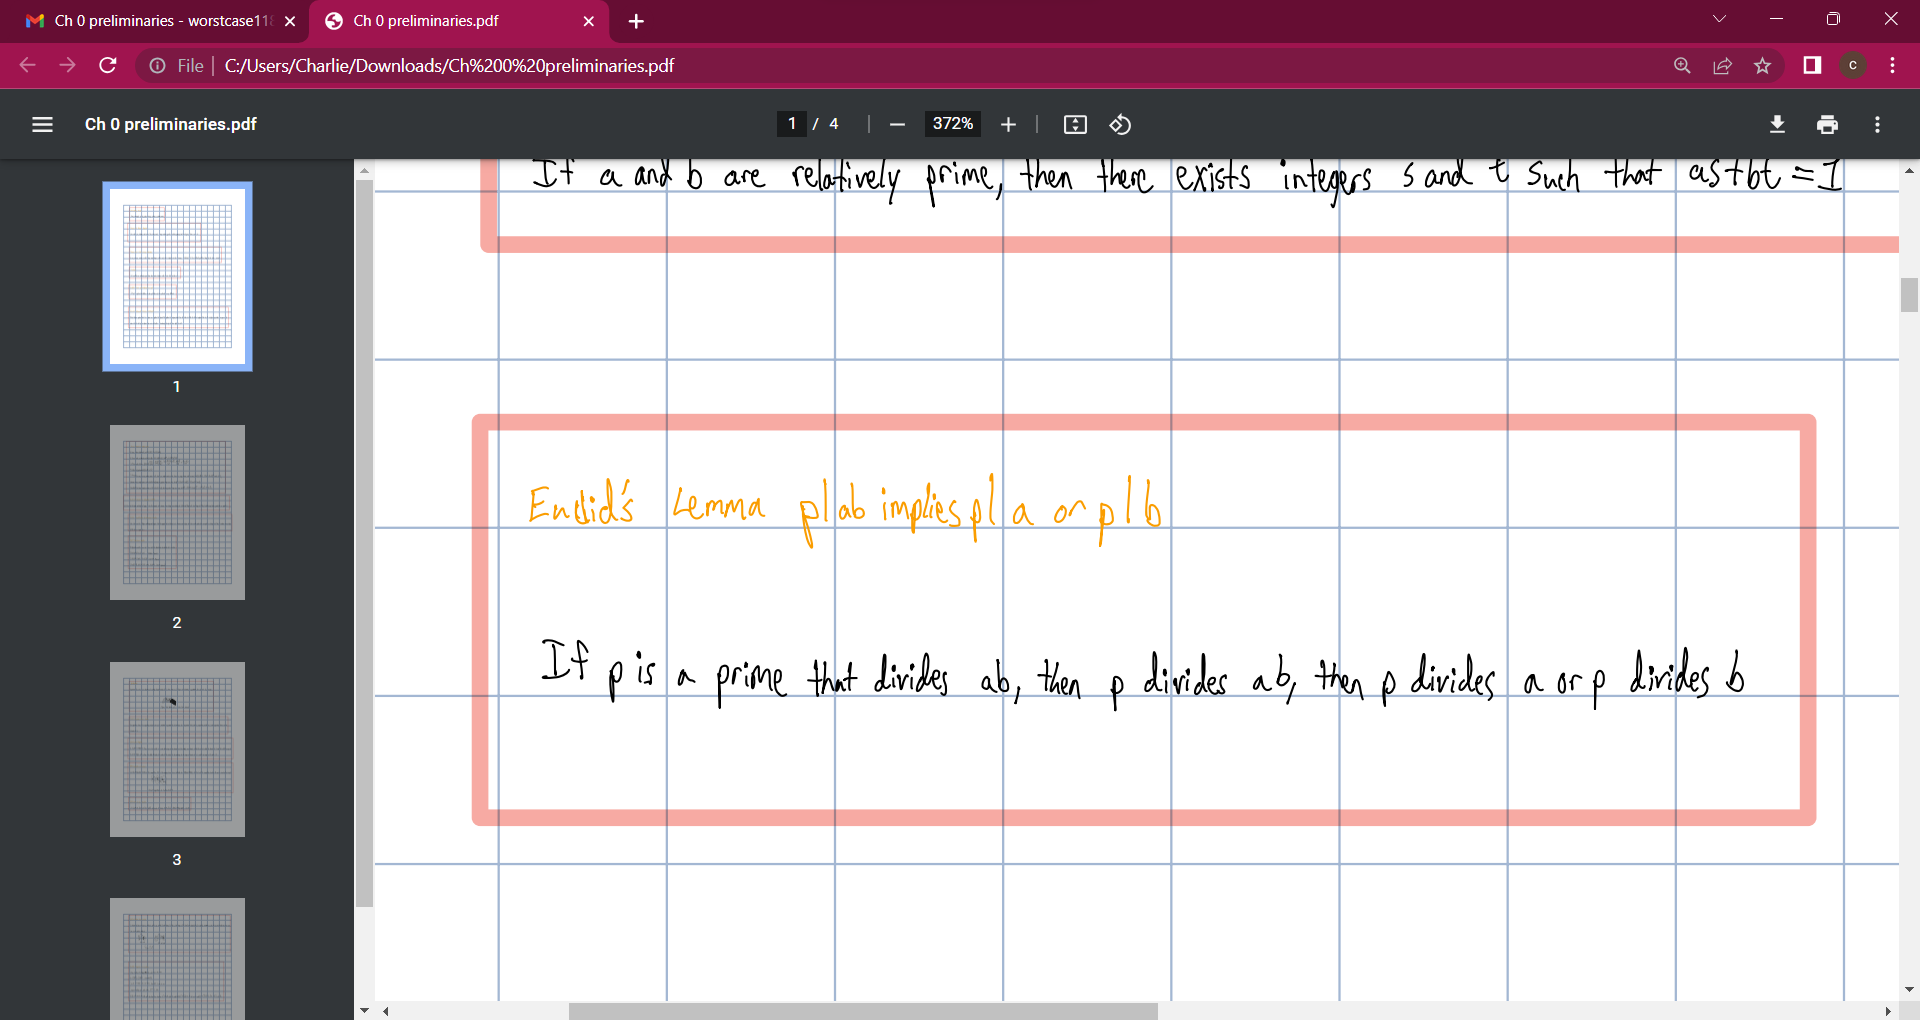 Ch 0 preliminaries - worstcase118
Ch 0 preliminaries.pdf
File
C:/Users/Charlie/Downloads/Ch%200%20preliminaries.pdf
C
Ch 0 preliminaries.pdf
1 / 4
372%
If a and b are relatively prime, then there exists integers s and t such that as+bt=1
Euclid's Lemma p|ab implies p|a or p|b
If p is a prime that divides ab, then p divides ab, then p divides a or p divides b
1
2
3